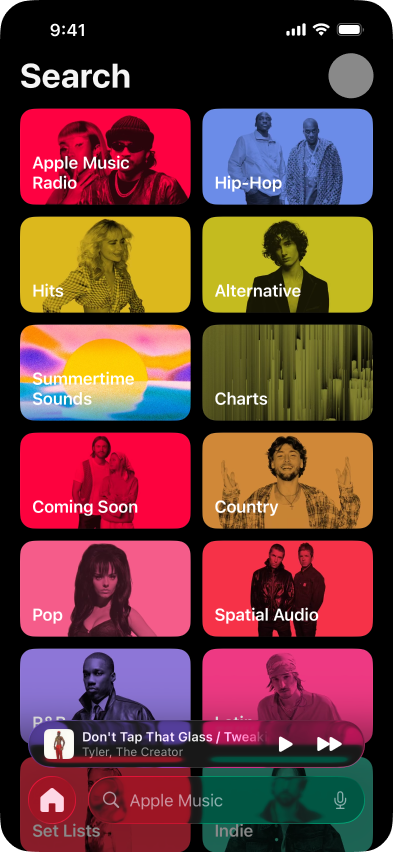 9:41
Search
Apple Music
Radio
Hip-Hop
Hits
Alternative
Summertime
Sounds
Charts
Coming Soon
Country
Pop
Spatial Audio
R&B
Latin
Don't Tap That Glass / Tweak
Tyler, The Creator
Apple Music
Set Lists
Indie